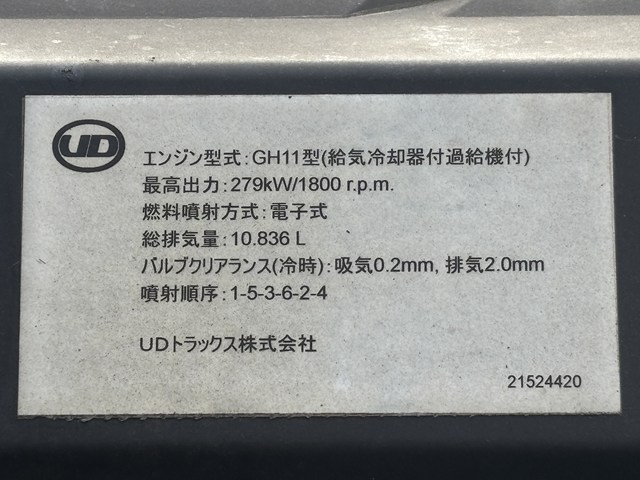 UD
エンジン型式:GH11型(給気冷却器付過給機付)
最高出力:279kW/1800 r.p.m.
燃料噴射方式:電子式
総排気量:10.836 L
バルブクリアランス(冷時):吸気0.2mm, 排気2.0mm
噴射順序:1-5-3-6-2-4
UDトラックス株式会社
21524420